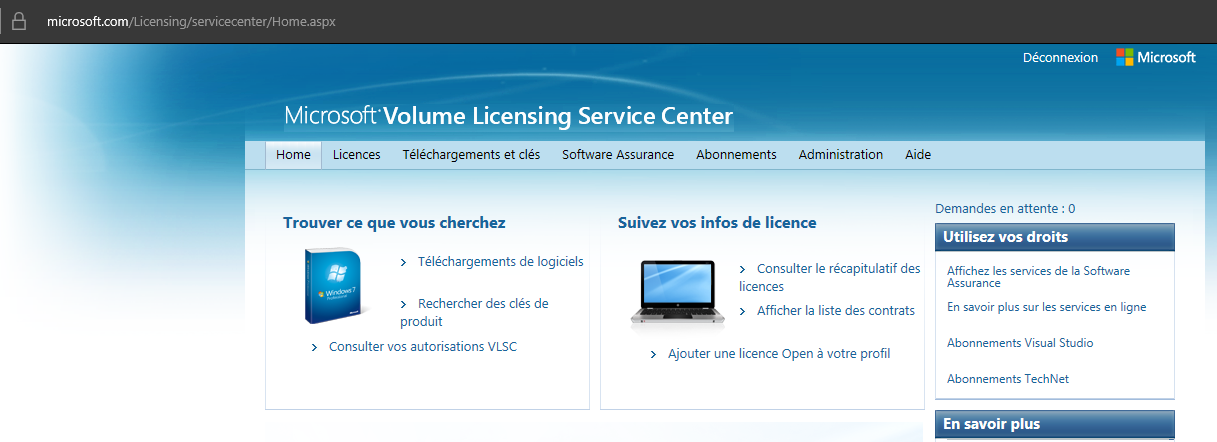 microsoft.com/Licensing/servicecenter/Home.aspx
Déconnexion
Microsoft
Microsoft Volume Licensing Service Center
Home Licences Téléchargements et clés Software Assurance Abonnements Administration Aide
Trouver ce que vous cherchez
Windows 7
Professional
Téléchargements de logiciels
Rechercher des clés de
produit
Consulter vos autorisations VLSC
Suivez vos infos de licence
Consulter le récapitulatif des
licences
Afficher la liste des contrats
Ajouter une licence Open à votre profil
Demandes en attente : 0
Utilisez vos droits
Affichez les services de la Software
Assurance
En savoir plus sur les services en ligne
Abonnements Visual Studio
Abonnements TechNet
En savoir plus